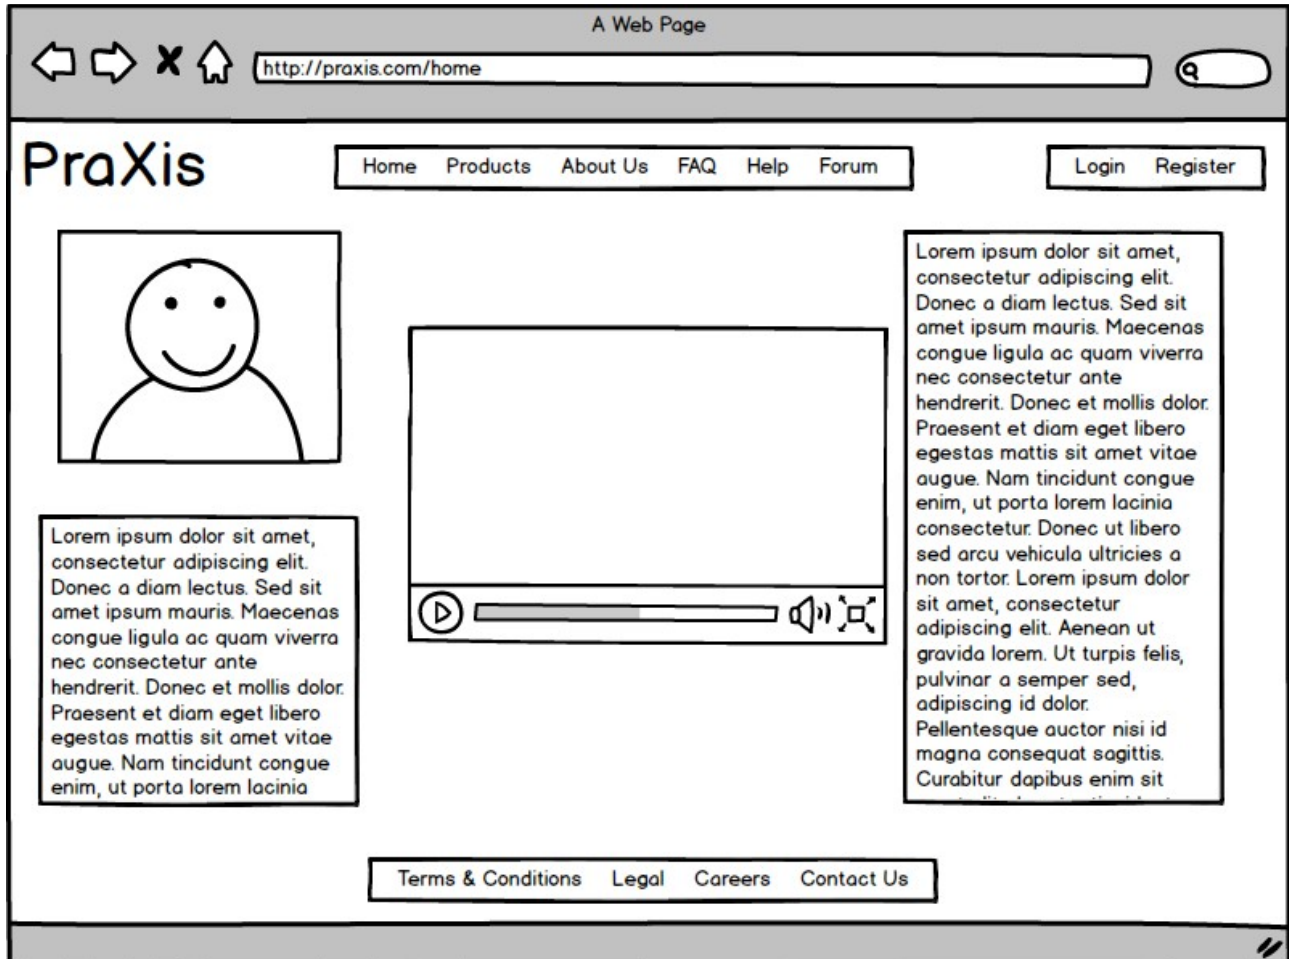 A Web Page
http://praxis.com/home
PraXis
Home Products About Us FAQ Help Forum
Login Register
Lorem ipsum dolor sit amet,
consectetur adipiscing elit.
Donec a diam lectus. Sed sit
amet ipsum mauris. Maecenas
congue ligula ac quam viverra
nec consectetur ante
hendrerit. Donec et mollis dolor.
Praesent et diam eget libero
egestas mattis sit amet vitae
augue. Nam tincidunt congue
enim, ut porta lorem lacinia
Lorem ipsum dolor sit amet,
consectetur adipiscing elit.
Donec a diam lectus. Sed sit
amet ipsum mauris. Maecenas
congue ligula ac quam viverra
nec consectetur ante
hendrerit. Donec et mollis dolor.
Praesent et diam eget libero
egestas mattis sit amet vitae
augue. Nam tincidunt congue
enim, ut porta lorem lacinia
consectetur. Donec ut libero
sed arcu vehicula ultricies a
non tortor. Lorem ipsum dolor
sit amet, consectetur
adipiscing elit. Aenean ut
gravida lorem. Ut turpis felis,
pulvinar a semper sed,
adipiscing id dolor.
Pellentesque auctor nisi id
magna consequat sagittis.
Curabitur dapibus enim sit
Terms & Conditions Legal Careers Contact Us